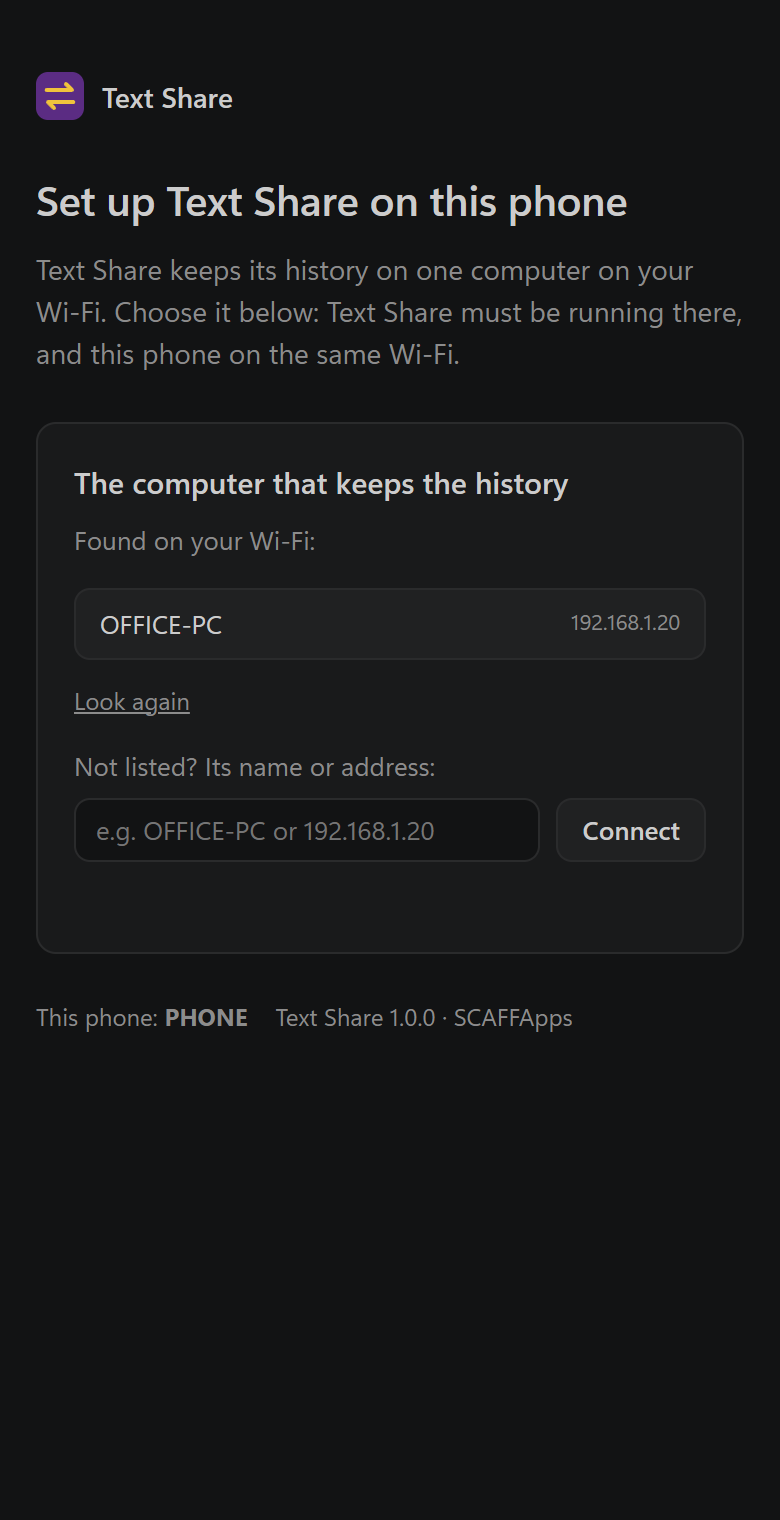 Text Share
Set up Text Share on this phone
Text Share keeps its history on one computer on your
Wi-Fi. Choose it below: Text Share must be running there,
and this phone on the same Wi-Fi.
The computer that keeps the history
Found on your Wi-Fi:
OFFICE-PC 192.168.1.20
Look again
Not listed? Its name or address:
e.g. OFFICE-PC or 192.168.1.20 Connect
This phone: PHONE Text Share 1.0.0 · SCAFFApps